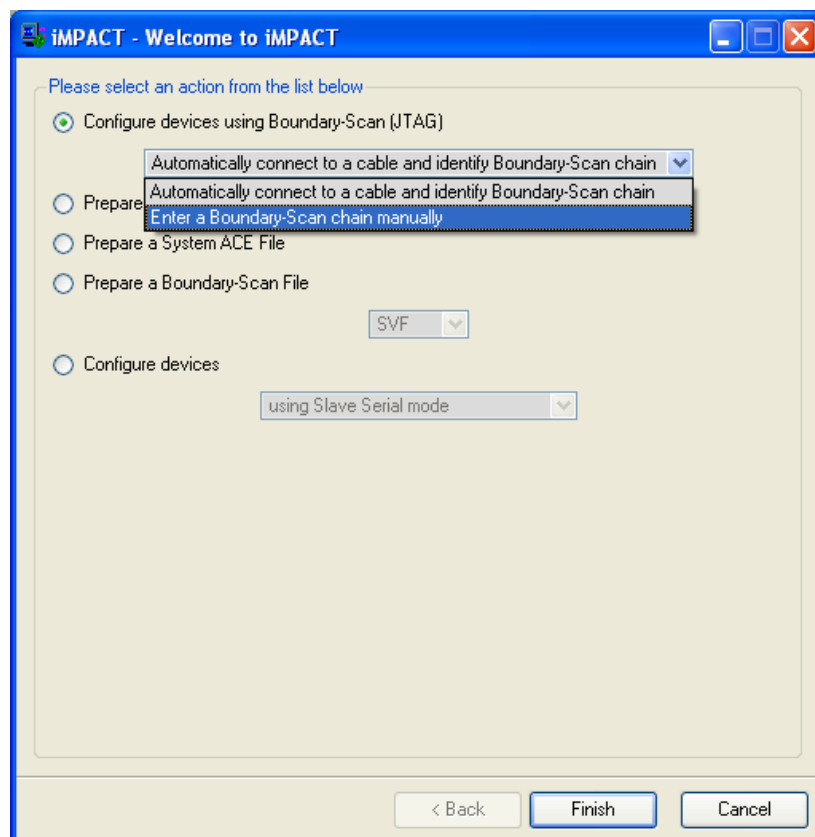 iMPACT - Welcome to iMPACT
Please select an action from the list below
Configure devices using Boundary-Scan (JTAG)
Automatically connect to a cable and identify Boundary-Scan chain
Automatically connect to a cable and identify Boundary-Scan chain
Prepare
Enter a Boundary-Scan chain manually
Prepare a System ACE File
Prepare a Boundary-Scan File
SVF
Configure devices
using Slave Serial mode
< Back Finish Cancel